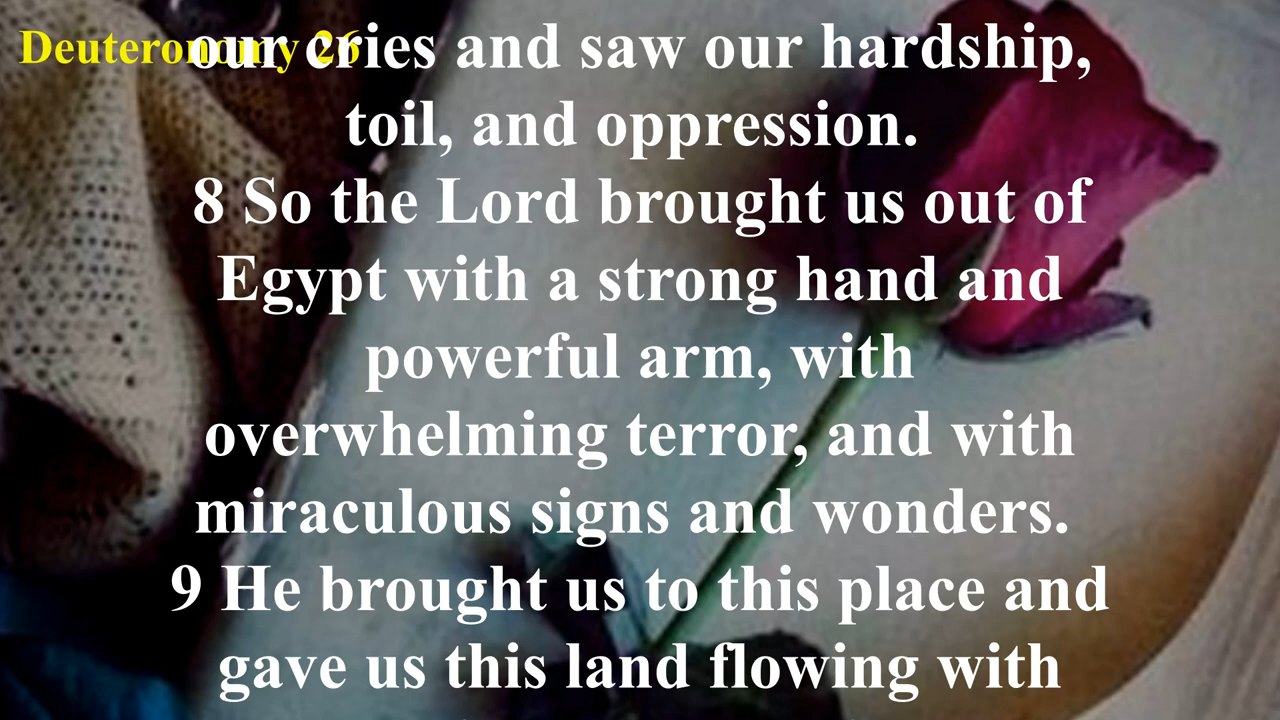 Deuteronomy 26
our cries and saw our hardship,
toil, and oppression.
8 So the Lord brought us out of
Egypt with a strong hand and
powerful arm, with
overwhelming terror, and with
miraculous signs and wonders.
9 He brought us to this place and
gave us this land flowing with